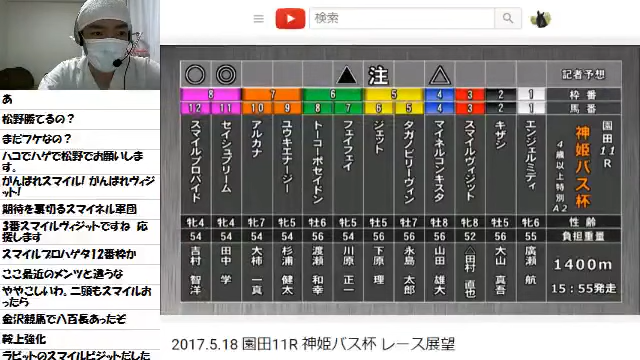 検索
あ
松野勝てるの？
まだフケなの？
ハコでハゲで松野でお願いしま
す。
がんばれスマイル！がんばれヴィジ
ット！
期待を裏切るスマイネル軍団
3番スマイルヴィットですね　応
援します
スマイルブロハゲタ12番枠か
ここ最近のメンツと違うな
ややこしいわ。二頭もスマイルお
ったら
金沢競馬で八百長あったぞ
斡上強化
ラビットのスマイルビジットだした
◯ ◎ ▲ 注 △ 記者予想
8 7 6 5 4 3 2 1 枠番
12 11 10 9 8 7 6 5 4 3 2 1 馬番
園田11R
神姫バス杯
4歳以上特別A2
エンジェルミディ
キザシ
スマイルヴィジット
マイネルコンキスタ
タガノヒリーヴィン
ジェット
フェイフェイ
トーコーポセイドン
ユウキエナージー
アルカナ
セイシュプリーム
スマイルプロバイド
牝4 牝4 牝7 牝5 牡6 牝5 牡7 牝5 牡8 牡8 牡5 牝6 性齢
54 54 54 54 56 54 56 54 56 52 56 55 負担重量
吉村 智洋
田中 学
大柿 一真
杉浦 健太
渡瀬 和幸
川原 正一
下原 理
永島 太郎
山田 雄大
△田村 直也
大山 真吾
廣瀬 航
1400m
15：55発走
2017.5.18 園田11R 神姫バス杯 レース展望